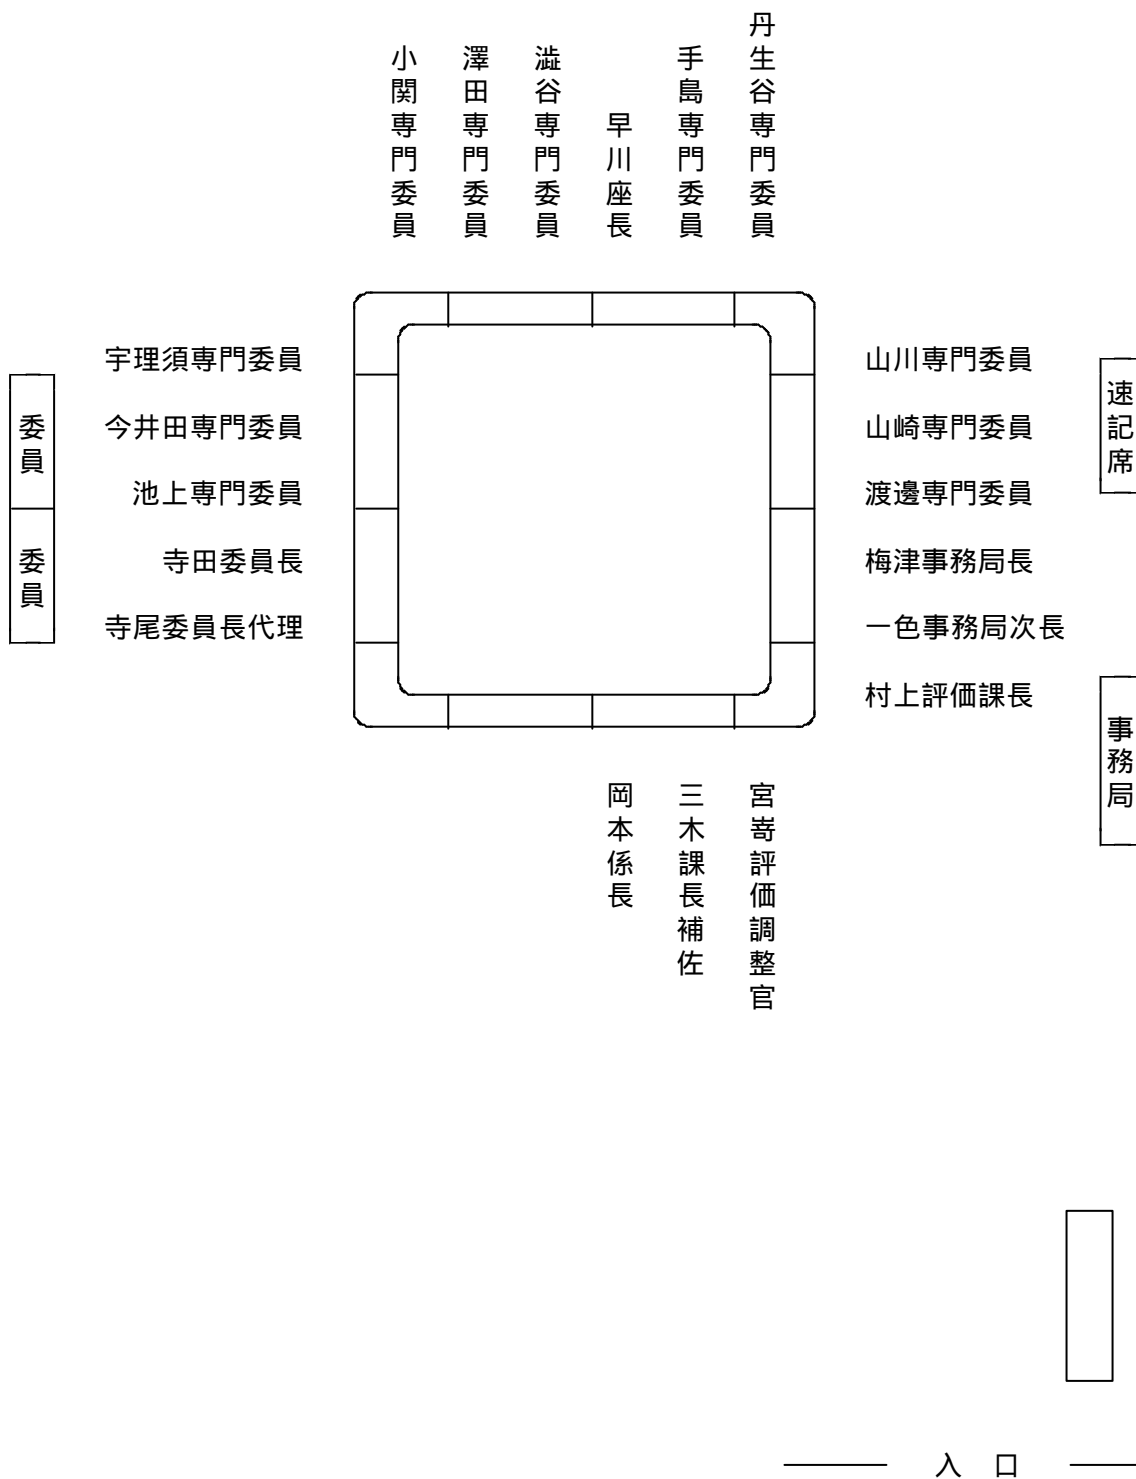 小関専門委員
澤田専門委員
澁谷専門委員
早川座長
手島専門委員
丹生谷専門委員
宇理須専門委員
今井田専門委員
池上専門委員
寺田委員長
寺尾委員長代理
委員
委員
山川専門委員
山崎専門委員
渡邊専門委員
梅津事務局長
一色事務局次長
村上評価課長
速記席
事務局
岡本係長
三木課長補佐
宮嵜評価調整官
入 口